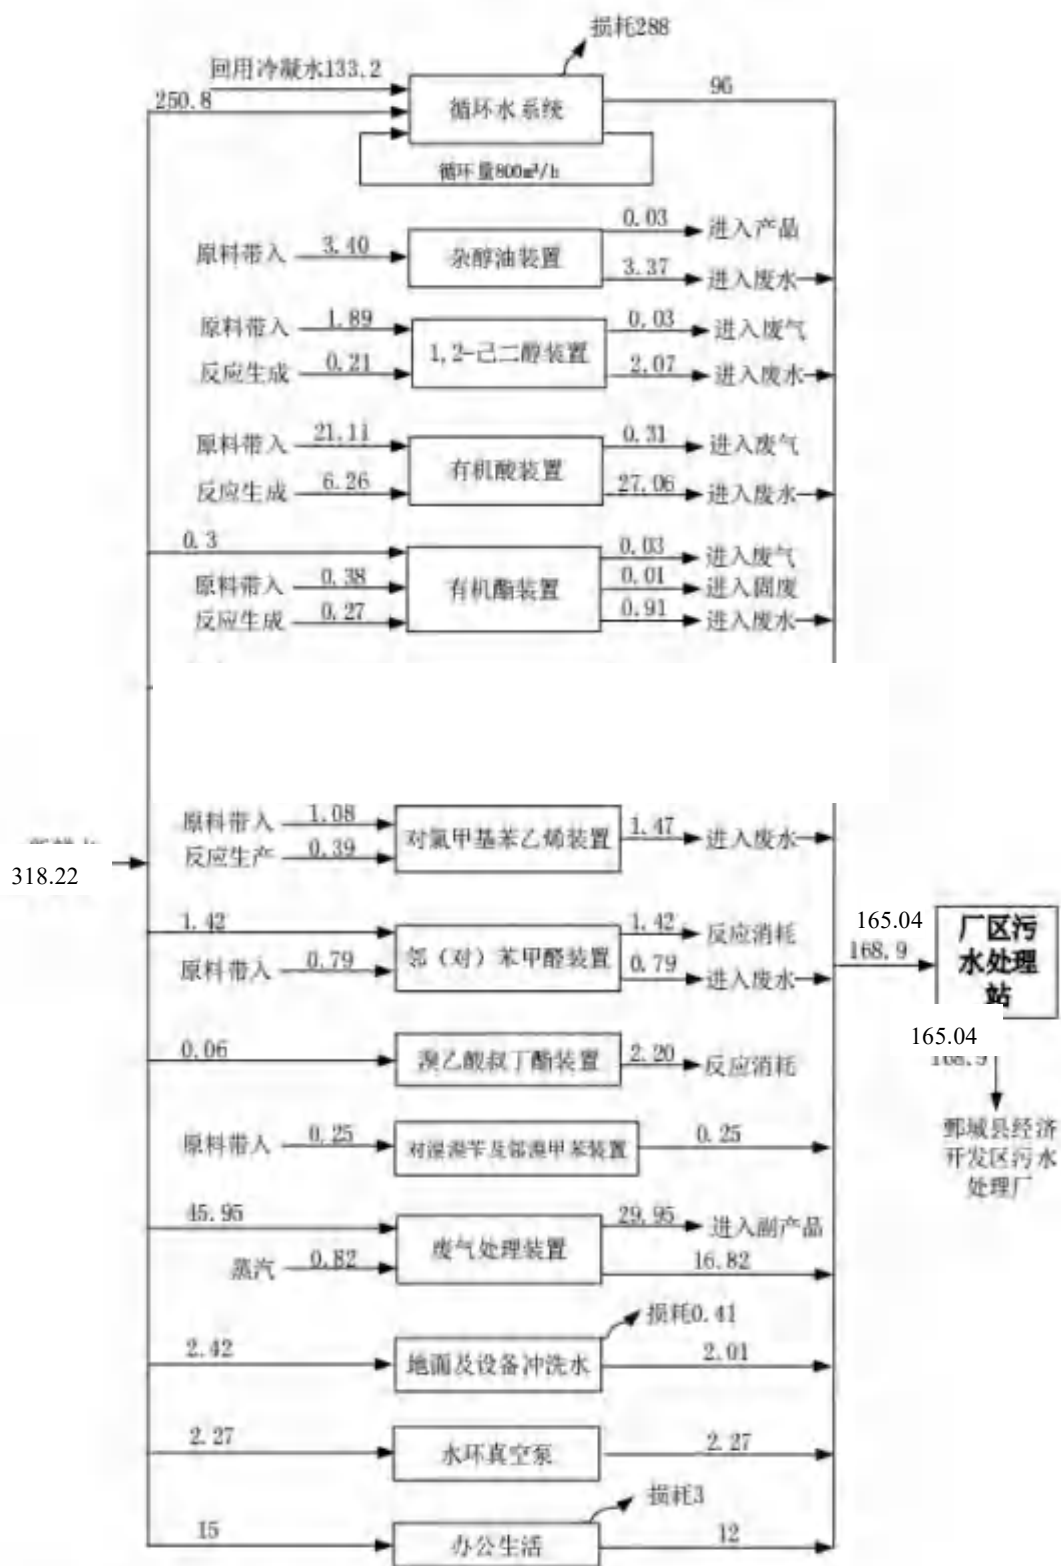 损耗288
回用冷凝水133.2
250.8
循环水系统
96
循环量800m³/h
原料带入
3.40
杂醇油装置
0.03
进入产品
3.37
进入废水
原料带入
1.89
反应生成
0.21
1,2-己二醇装置
0.03
进入废气
2.07
进入废水
原料带入
21.11
反应生成
6.26
有机酸装置
0.31
进入废气
27.06
进入废水
0.3
原料带入
0.38
反应生成
0.27
有机酯装置
0.03
进入废气
0.01
进入固废
0.91
进入废水
318.22
原料带入
1.08
反应生产
0.39
对氯甲基苯乙烯装置
1.47
进入废水
1.42
原料带入
0.79
邻（对）苯甲醛装置
1.42
反应消耗
0.79
进入废水
165.04
168.9
厂区污
水处理
站
165.04
168.9
鄄城县经济
开发区污水
处理厂
0.06
溴乙酸叔丁酯装置
2.20
反应消耗
原料带入
0.25
对溴溴苄及邻溴甲苯装置
0.25
45.95
蒸汽
0.82
废气处理装置
29.95
进入副产品
16.82
损耗0.41
2.42
地面及设备冲洗水
2.01
2.27
水环真空泵
2.27
损耗3
15
办公生活
12